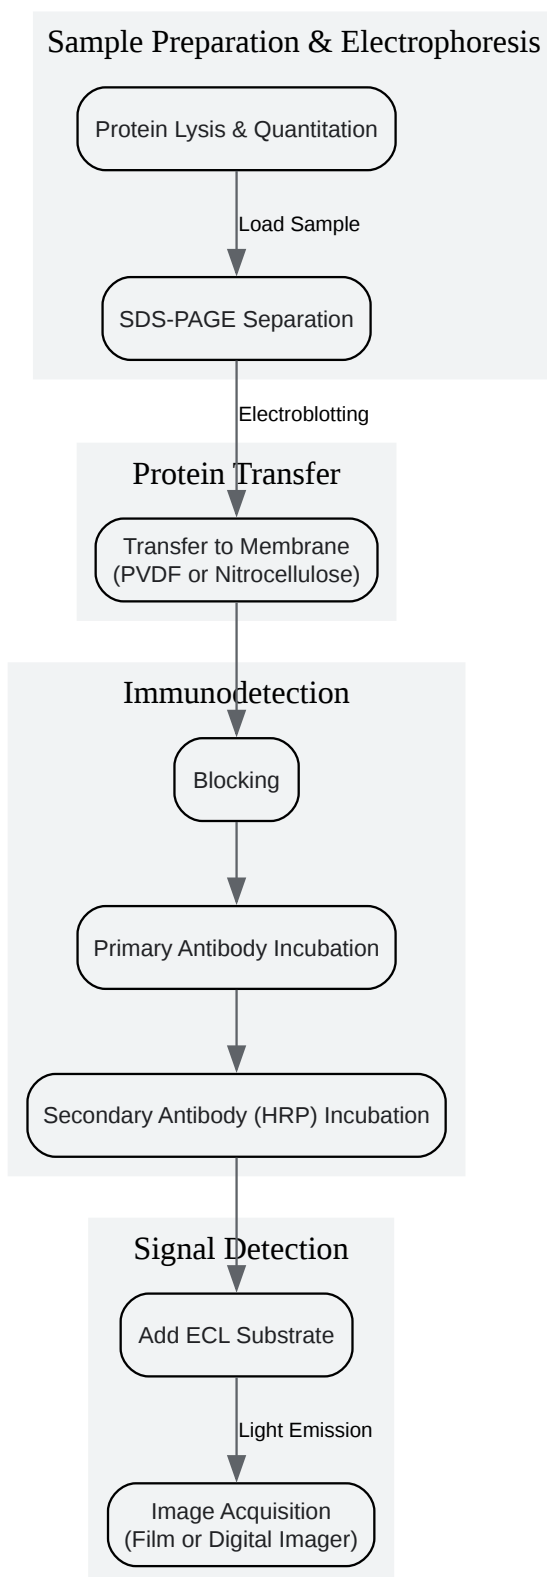 Sample Preparation & Electrophoresis
Protein Lysis & Quantitation
Load Sample
SDS-PAGE Separation
Electroblotting
Protein Transfer
Transfer to Membrane
(PVDF or Nitrocellulose)
Immunodetection
Blocking
Primary Antibody Incubation
Secondary Antibody (HRP) Incubation
Signal Detection
Add ECL Substrate
Light Emission
Image Acquisition
(Film or Digital Imager)